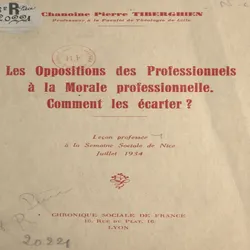 Chanoine Pierre TIBERGHIEN
Professeur à la Faculté de Théologie de Lille
R
20221
Les Oppositions des Professionnels
à la Morale professionnelle.
Comment les écarter ?
Leçon professée
à la Semaine Sociale de Nice
Juillet 1934
CHRONIQUE SOCIALE DE FRANCE
16, Rue du Plat, 16
LYON
R
20221